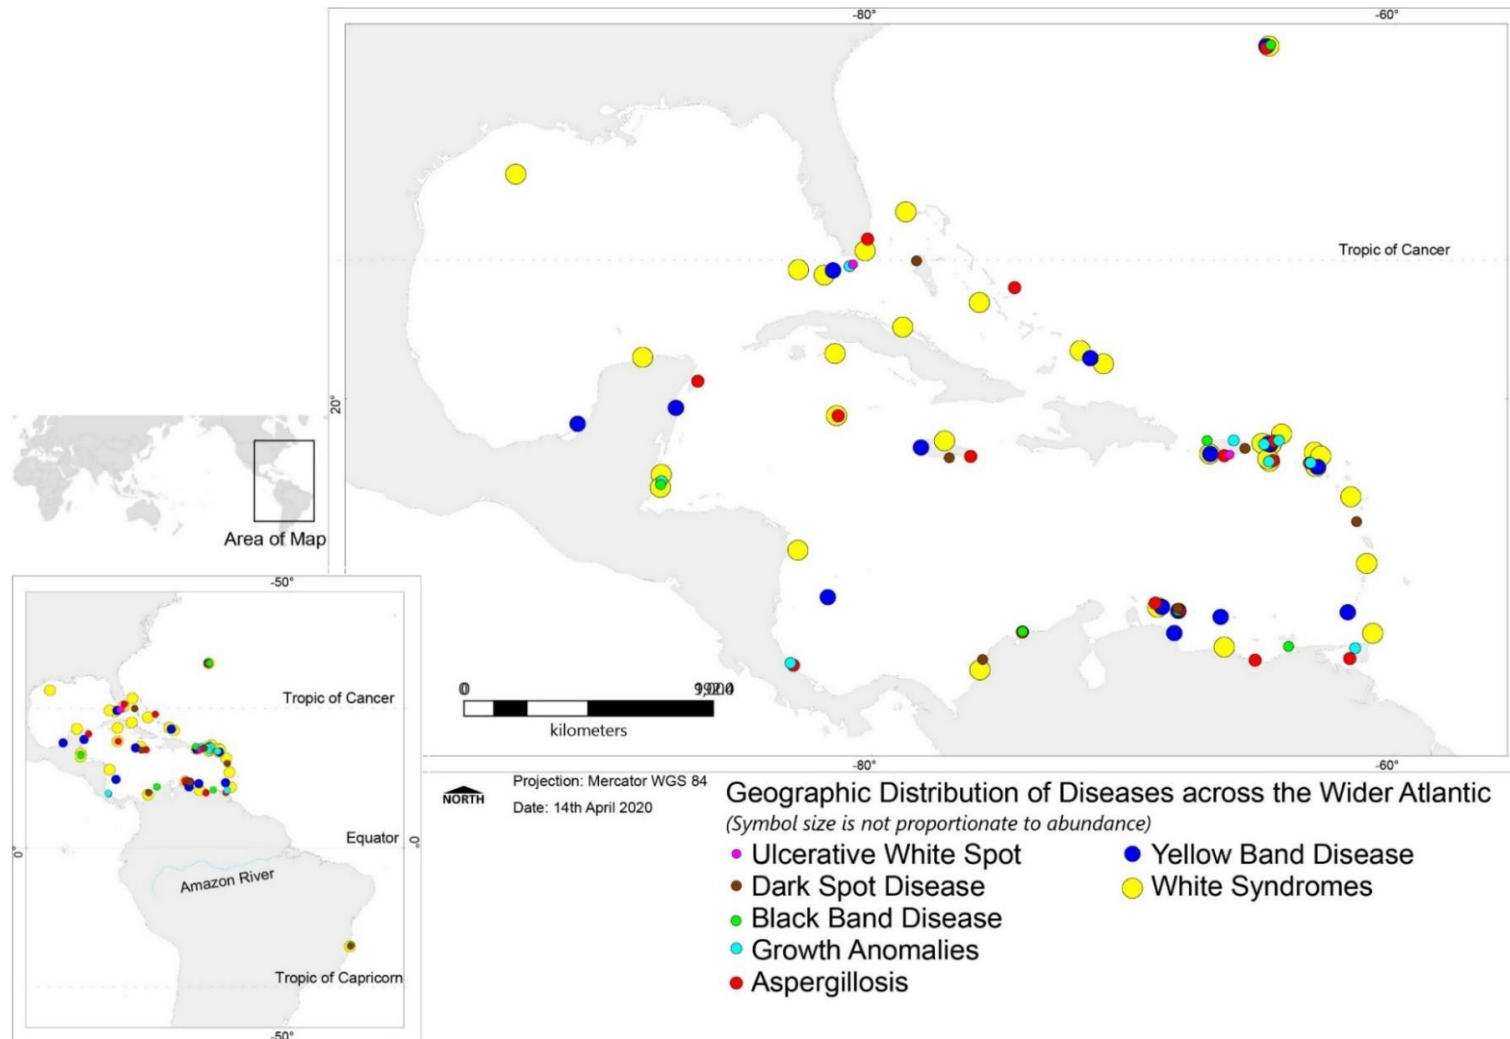 -80°
-60°
Tropic of Cancer
20°
Area of Map
0
kilometers
-80°
-60°
-50°
Tropic of Cancer
Equator
0°
0°
Amazon River
Tropic of Capricorn
-50°
NORTH
Projection: Mercator WGS 84
Date: 14th April 2020
Geographic Distribution of Diseases across the Wider Atlantic
(Symbol size is not proportionate to abundance)
Ulcerative White Spot
Dark Spot Disease
Black Band Disease
Growth Anomalies
Aspergillosis
Yellow Band Disease
White Syndromes